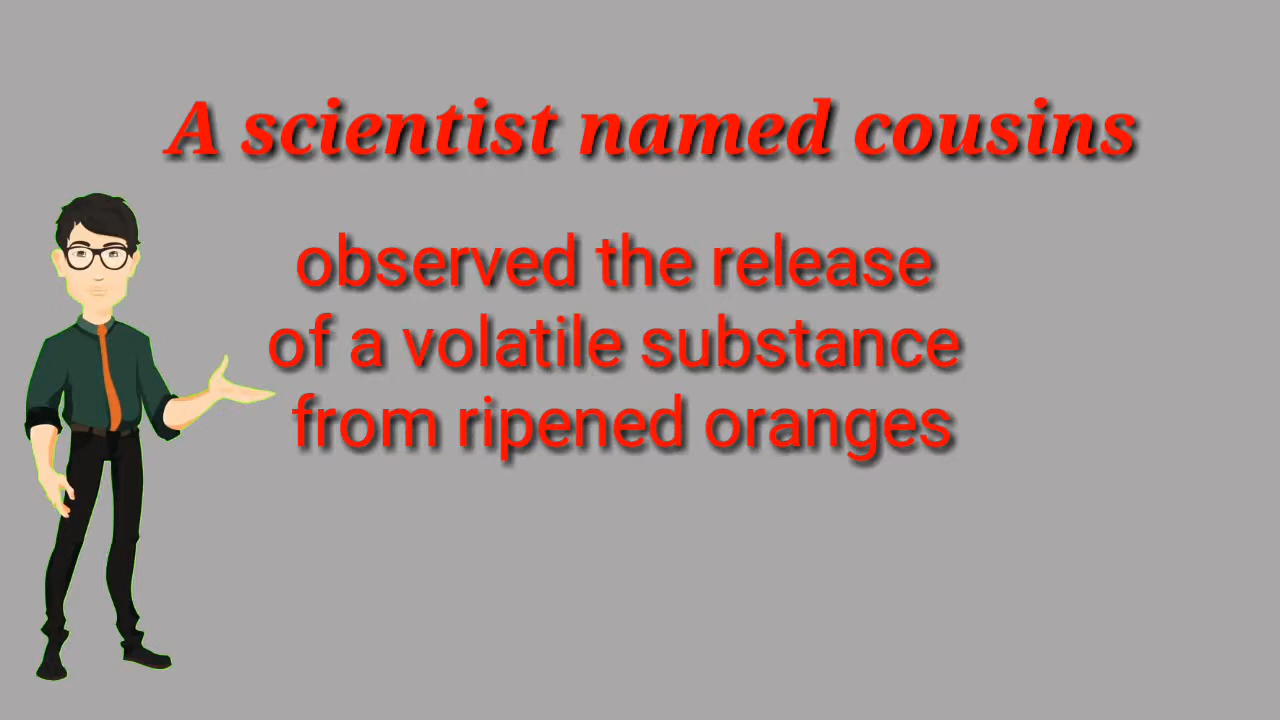 A scientist named cousins
observed the release
of a volatile substance
from ripened oranges